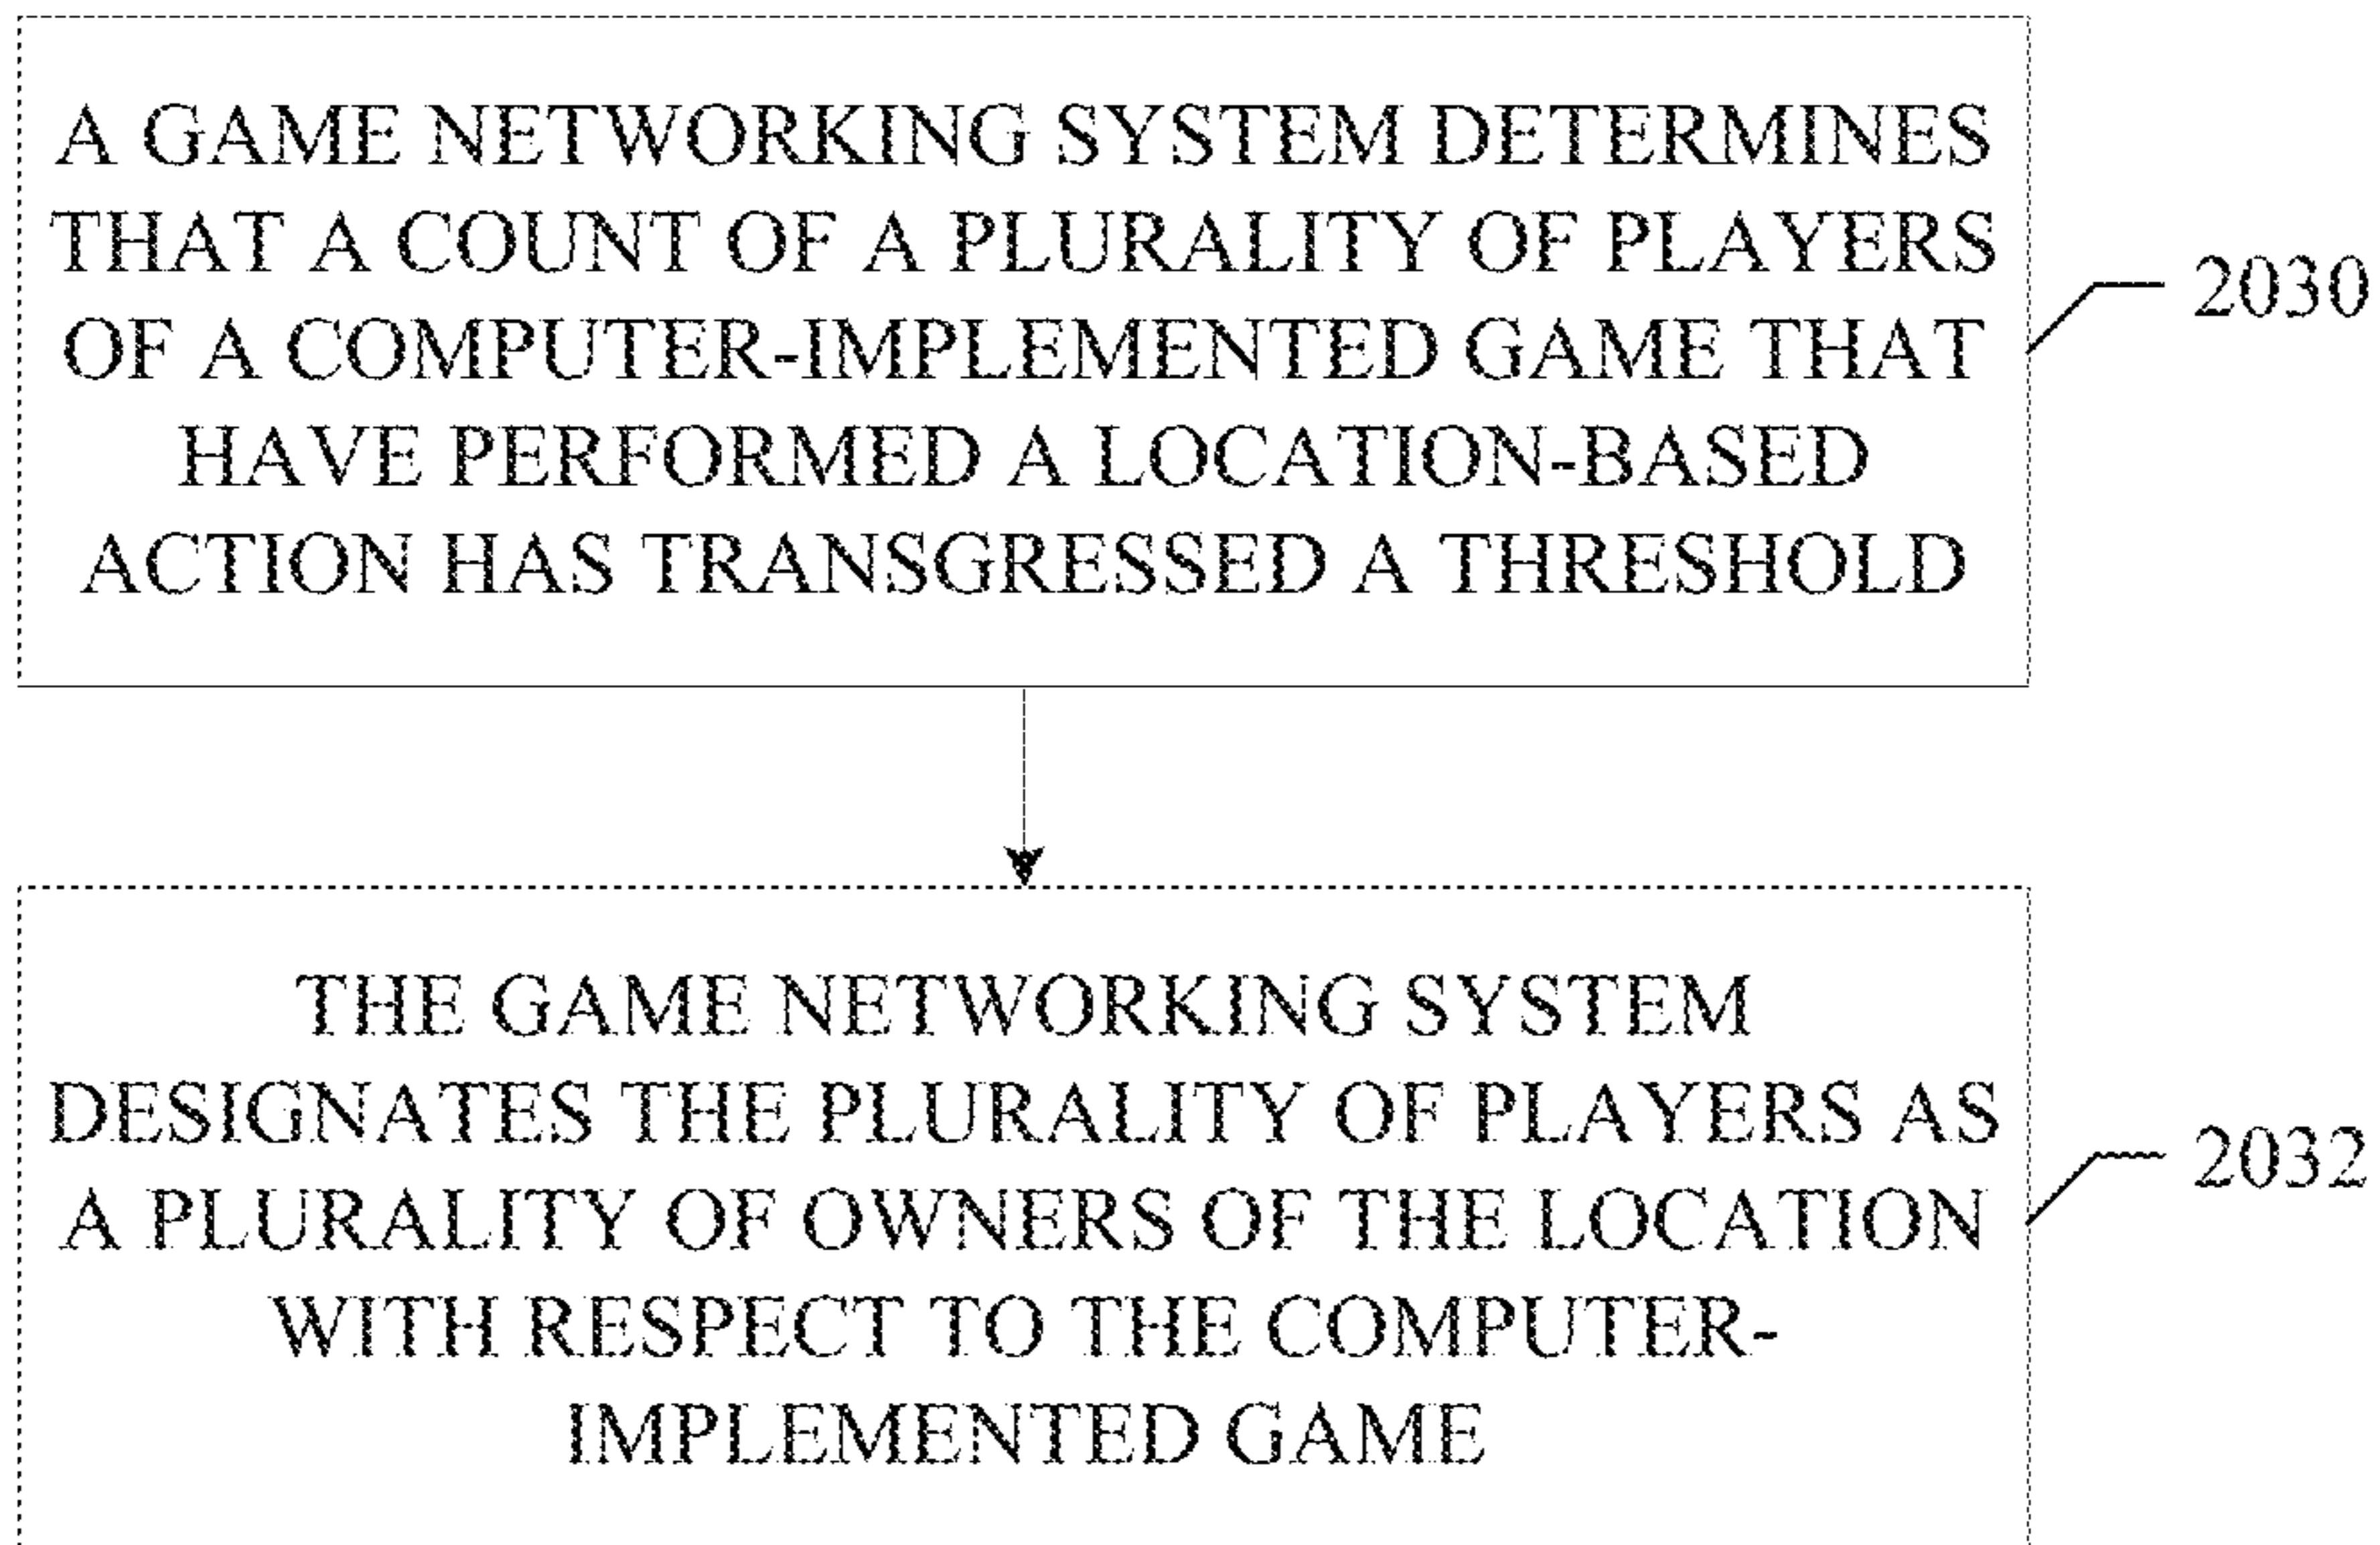 A GAME NETWORKING SYSTEM DETERMINES
THAT A COUNT OF A PLURALITY OF PLAYERS
OF A COMPUTER-IMPLEMENTED GAME THAT
HAVE PERFORMED A LOCATION-BASED
ACTION HAS TRANSGRESSED A THRESHOLD
2030
THE GAME NETWORKING SYSTEM
DESIGNATES THE PLURALITY OF PLAYERS AS
A PLURALITY OF OWNERS OF THE LOCATION
WITH RESPECT TO THE COMPUTER-
IMPLEMENTED GAME
2032